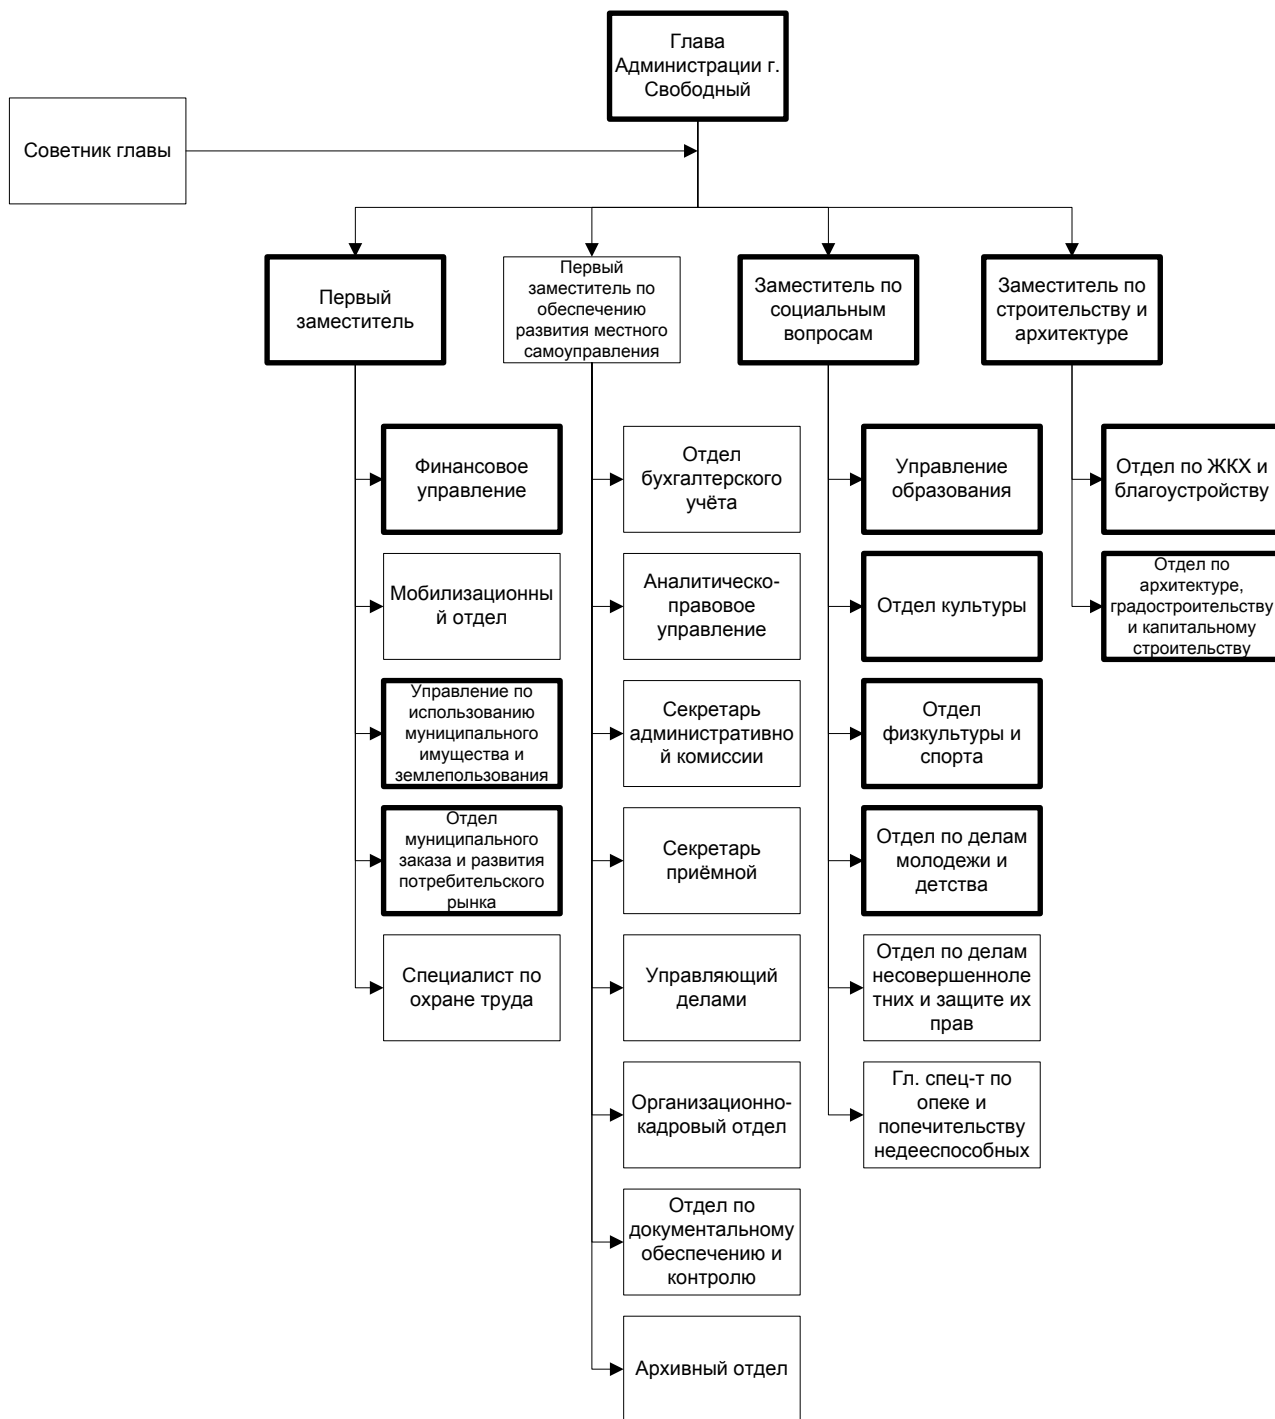 Глава
Администрации г.
Свободный
Советник главы
Первый
заместитель
Первый
заместитель по
обеспечению
развития местного
самоуправления
Заместитель по
социальным
вопросам
Заместитель по
строительству и
архитектуре
Финансовое
управление
Мобилизационны
й отдел
Управление по
использованию
муниципального
имущества и
землепользования
Отдел
муниципального
заказа и развития
потребительского
рынка
Специалист по
охране труда
Отдел
бухгалтерского
учёта
Аналитическо-
правовое
управление
Секретарь
административно
й комиссии
Секретарь
приёмной
Управляющий
делами
Организационно-
кадровый отдел
Отдел по
документальному
обеспечению и
контролю
Архивный отдел
Управление
образования
Отдел культуры
Отдел
физкультуры и
спорта
Отдел по делам
молодежи и
детства
Отдел по делам
несовершенноле
тних и защите их
прав
Гл. спец-т по
опеке и
попечительству
недееспособных
Отдел по ЖКХ и
благоустройству
Отдел по
архитектуре,
градостроительству
и капитальному
строительству